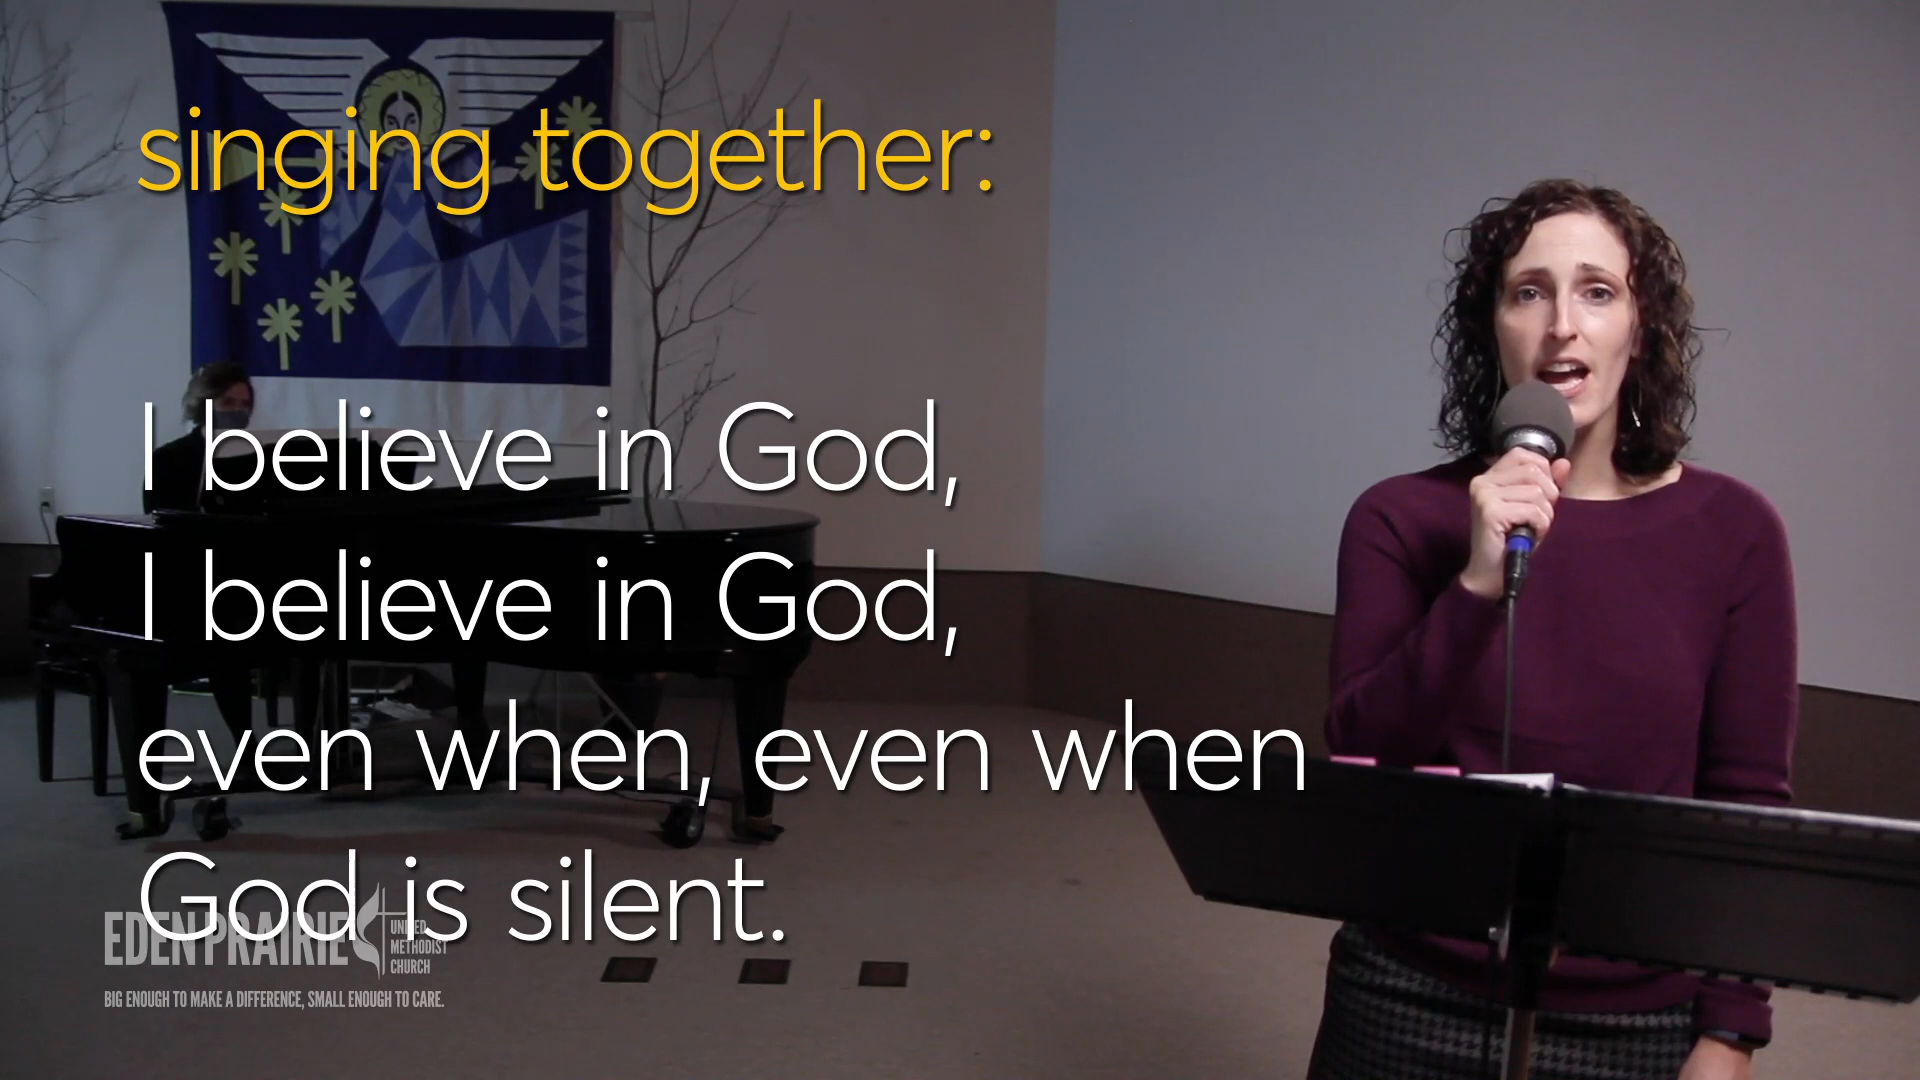 singing together:
I believe in God,
I believe in God,
even when, even when
God is silent.
EDEN PRAIRIE
UNITED
METHODIST
CHURCH
BIG ENOUGH TO MAKE A DIFFERENCE, SMALL ENOUGH TO CARE.